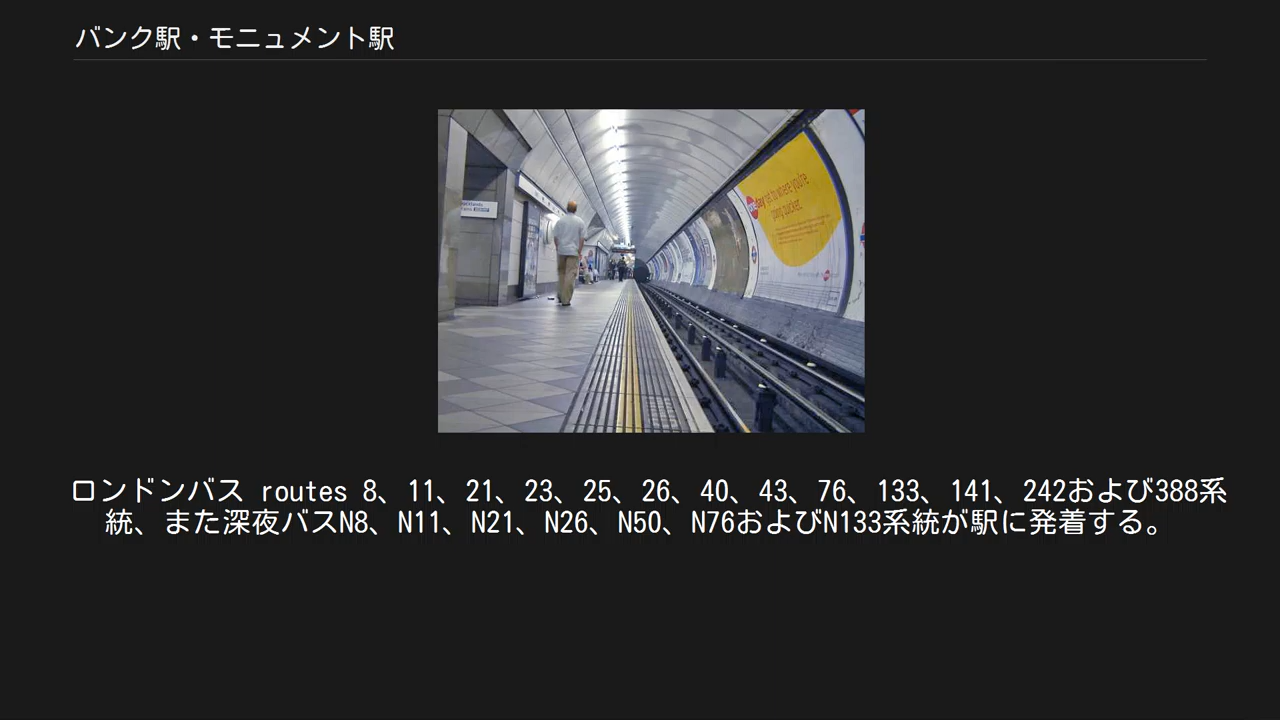 バンク駅・モニュメント駅
ロンドンバス routes 8、11、21、23、25、26、40、43、76、133、141、242および388系
統、また深夜バスN8、N11、N21、N26、N50、N76およびN133系統が駅に発着する。